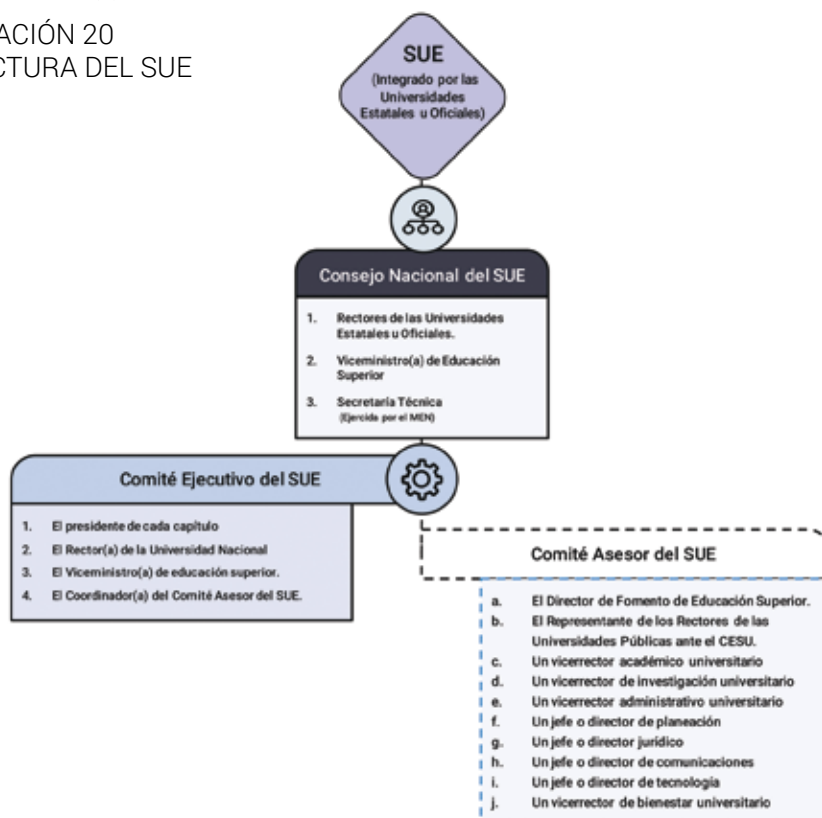 ACIÓN 20
CTURA DEL SUE
SUE
(Integrado por las
Universidades
Estatales u Oficiales)
Consejo Nacional del SUE
1. Rectores de las Universidades
Estatales u Oficiales.
2. Viceministro(a) de Educación
Superior
3. Secretaría Técnica
(Ejercida por el MEN)
Comité Ejecutivo del SUE
1. El presidente de cada capítulo
2. El Rector(a) de la Universidad Nacional
3. El Viceministro(a) de educación superior.
4. El Coordinador(a) del Comité Asesor del SUE.
Comité Asesor del SUE
a. El Director de Fomento de Educación Superior.
b. El Representante de los Rectores de las
Universidades Públicas ante el CESU.
c. Un vicerrector académico universitario
d. Un vicerrector de investigación universitario
e. Un vicerrector administrativo universitario
f. Un jefe o director de planeación
g. Un jefe o director jurídico
h. Un jefe o director de comunicaciones
i. Un jefe o director de tecnología
j. Un vicerrector de bienestar universitario